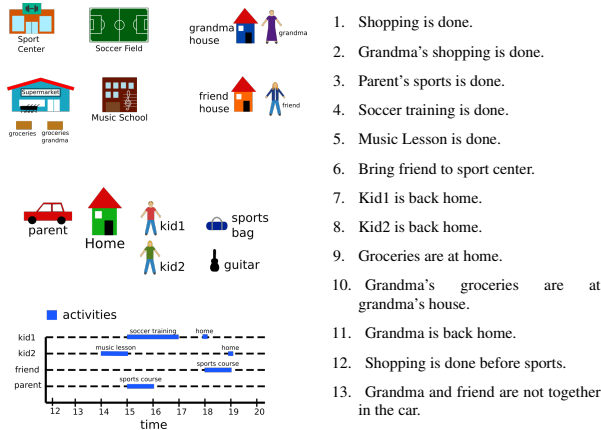 Sport
Center
Soccer Field
grandma
house
grandma
Supermarket
groceries
groceries
grandma
Music School
friend
house
friend
parent
Home
kid1
kid2
sports
bag
guitar
activities
soccer training
home
kid1
music lesson
home
kid2
sports course
friend
sports course
parent
12 13 14 15 16 17 18 19 20
time
1. Shopping is done.
2. Grandma's shopping is done.
3. Parent's sports is done.
4. Soccer training is done.
5. Music Lesson is done.
6. Bring friend to sport center.
7. Kid1 is back home.
8. Kid2 is back home.
9. Groceries are at home.
10. Grandma's groceries are at
grandma's house.
11. Grandma is back home.
12. Shopping is done before sports.
13. Grandma and friend are not together
in the car.